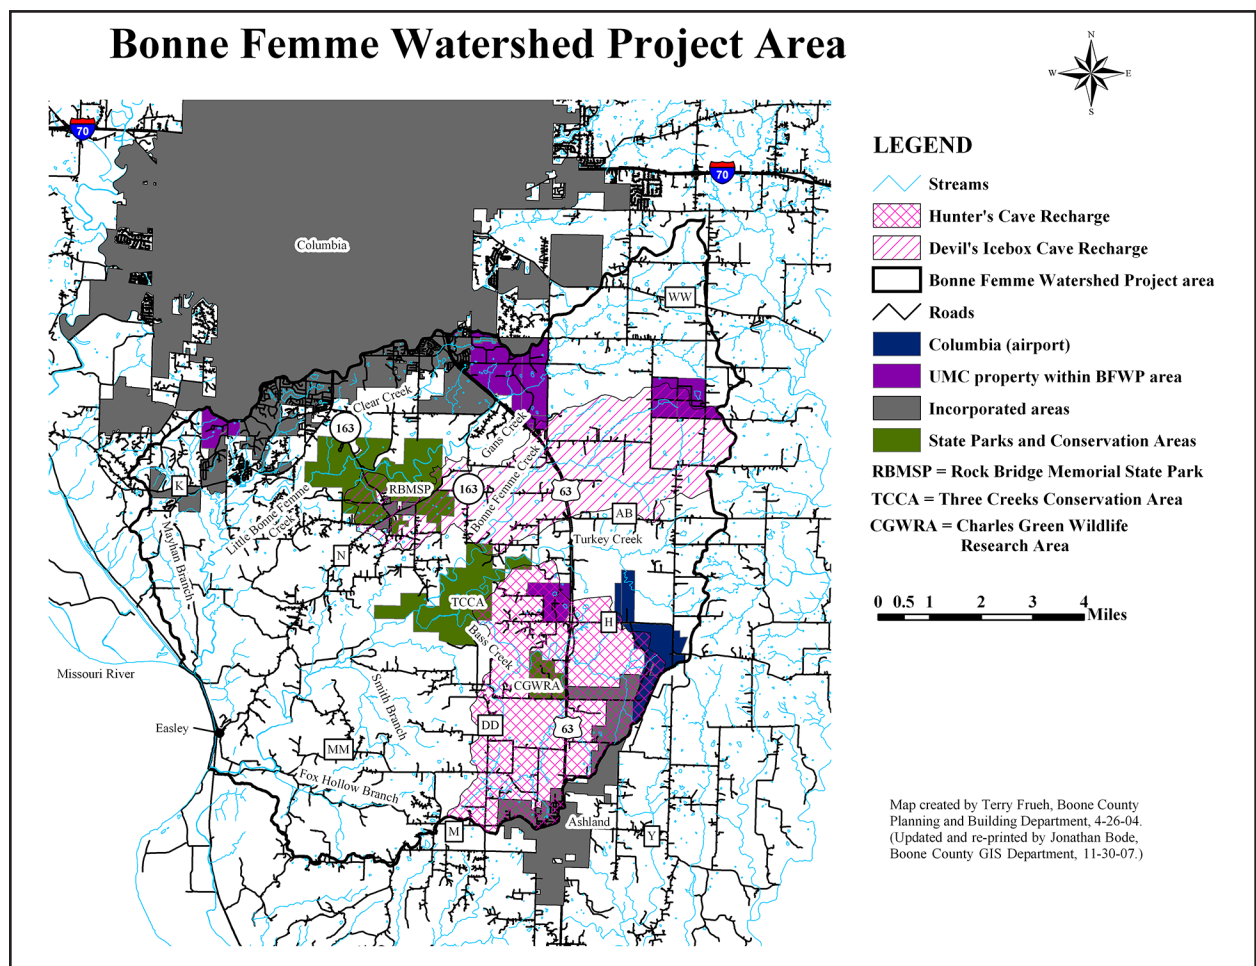 Bonne Femme Watershed Project Area
N
W
E
S
LEGEND
Streams
Hunter's Cave Recharge
Devil's Icebox Cave Recharge
Bonne Femme Watershed Project area
Roads
Columbia (airport)
UMC property within BFWP area
Incorporated areas
State Parks and Conservation Areas
RBMSP = Rock Bridge Memorial State Park
TCCA = Three Creeks Conservation Area
CGWRA = Charles Green Wildlife
Research Area
0 0.5 1 2 3 4 Miles
70
70
Columbia
WW
Clear Creek
163
Gans Creek
K
RBMSP
163
Bonne Femme Creek
63
Little Bonne Femme
Creek
AB
Mayhan Branch
N
Turkey Creek
TCCA
H
Bass Creek
Missouri River
CGWRA
Smith Branch
Easley
DD
63
MM
Fox Hollow Branch
M
Ashland
Y
Map created by Terry Frueh, Boone County
Planning and Building Department, 4-26-04.
(Updated and re-printed by Jonathan Bode,
Boone County GIS Department, 11-30-07.)